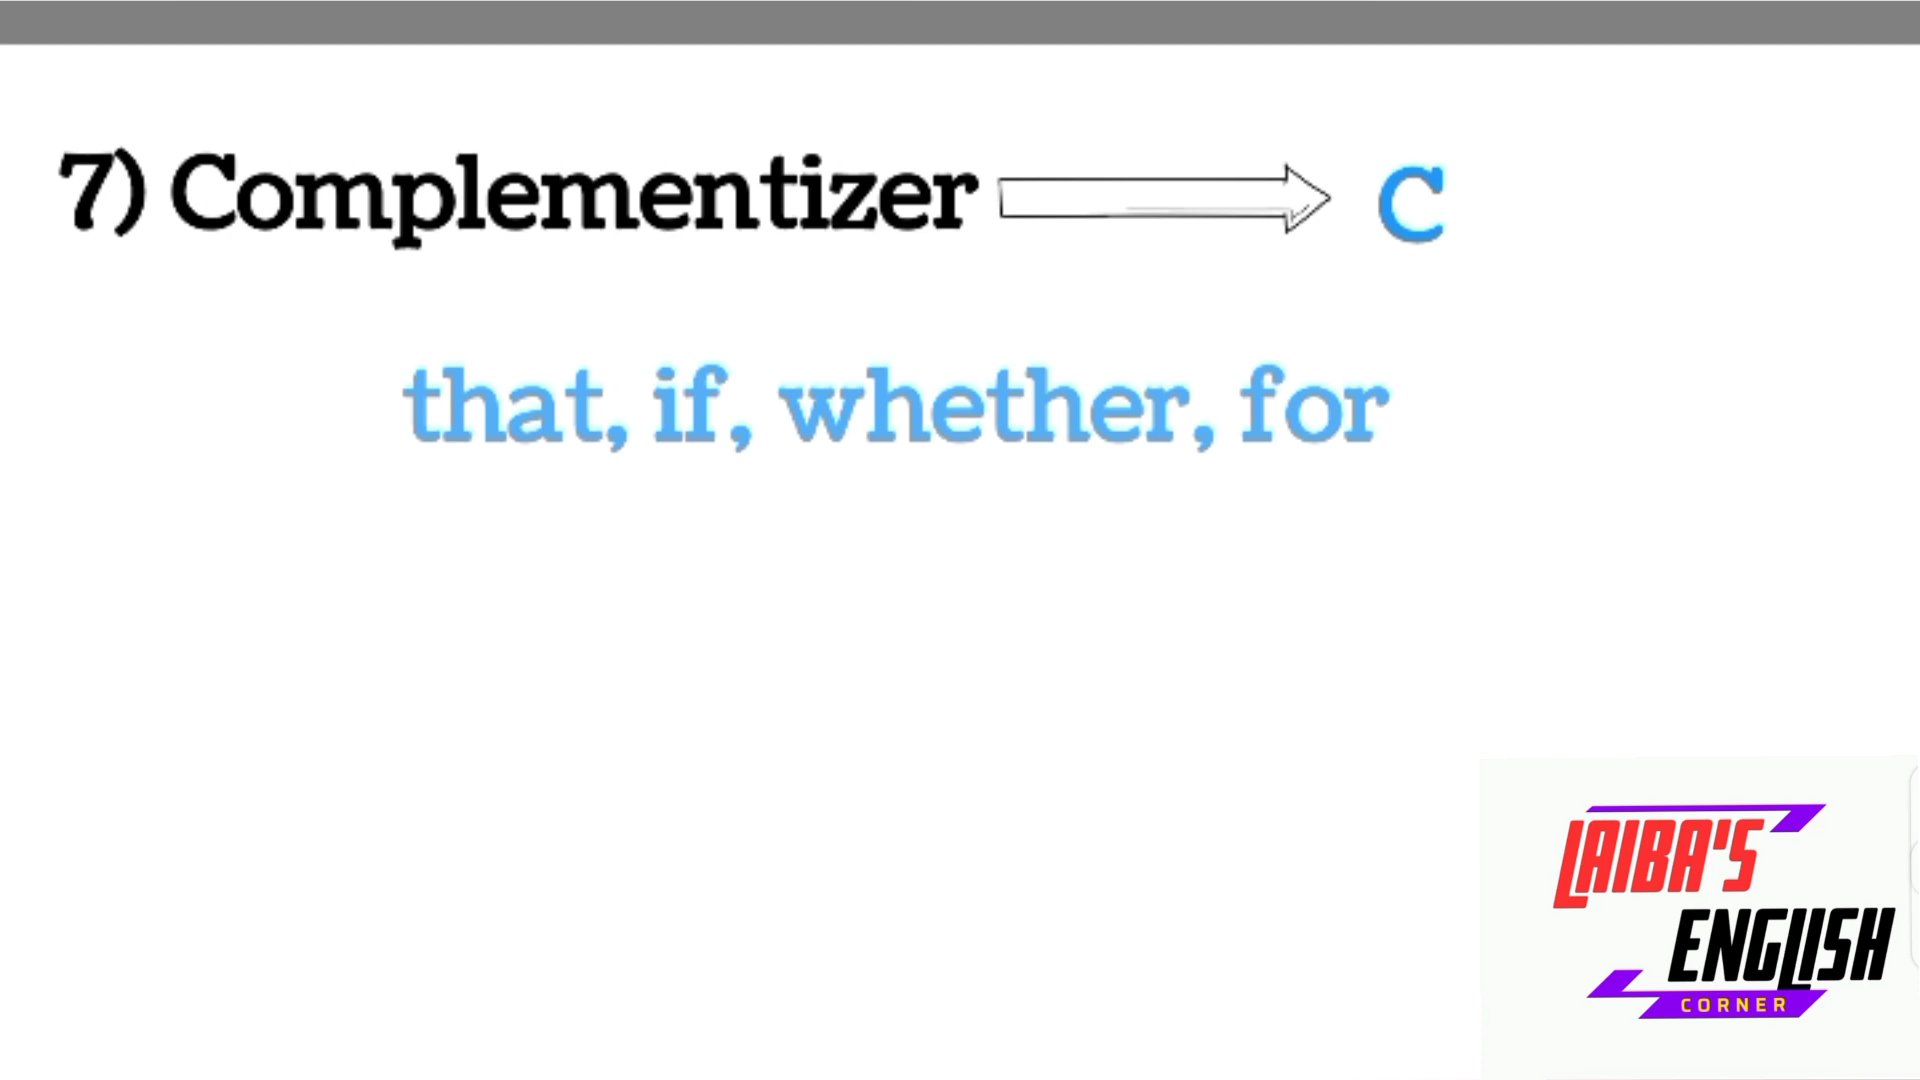 7) Complementizer C
that, if, whether, for
LAIBA'S
ENGLISH
CORNER